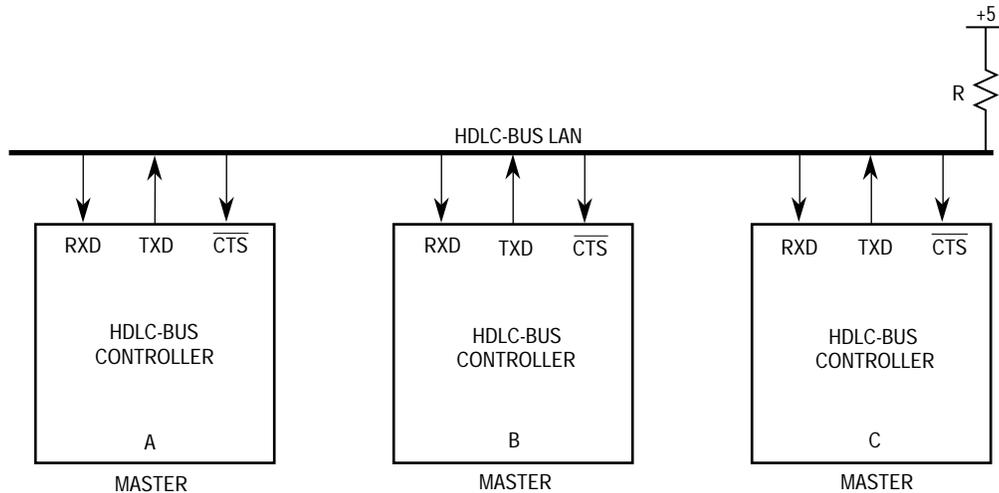 +5
R
HDLC-BUS LAN
RXD TXD CTS
RXD TXD CTS
RXD TXD CTS
HDLC-BUS
CONTROLLER
HDLC-BUS
CONTROLLER
HDLC-BUS
CONTROLLER
A
B
C
MASTER
MASTER
MASTER